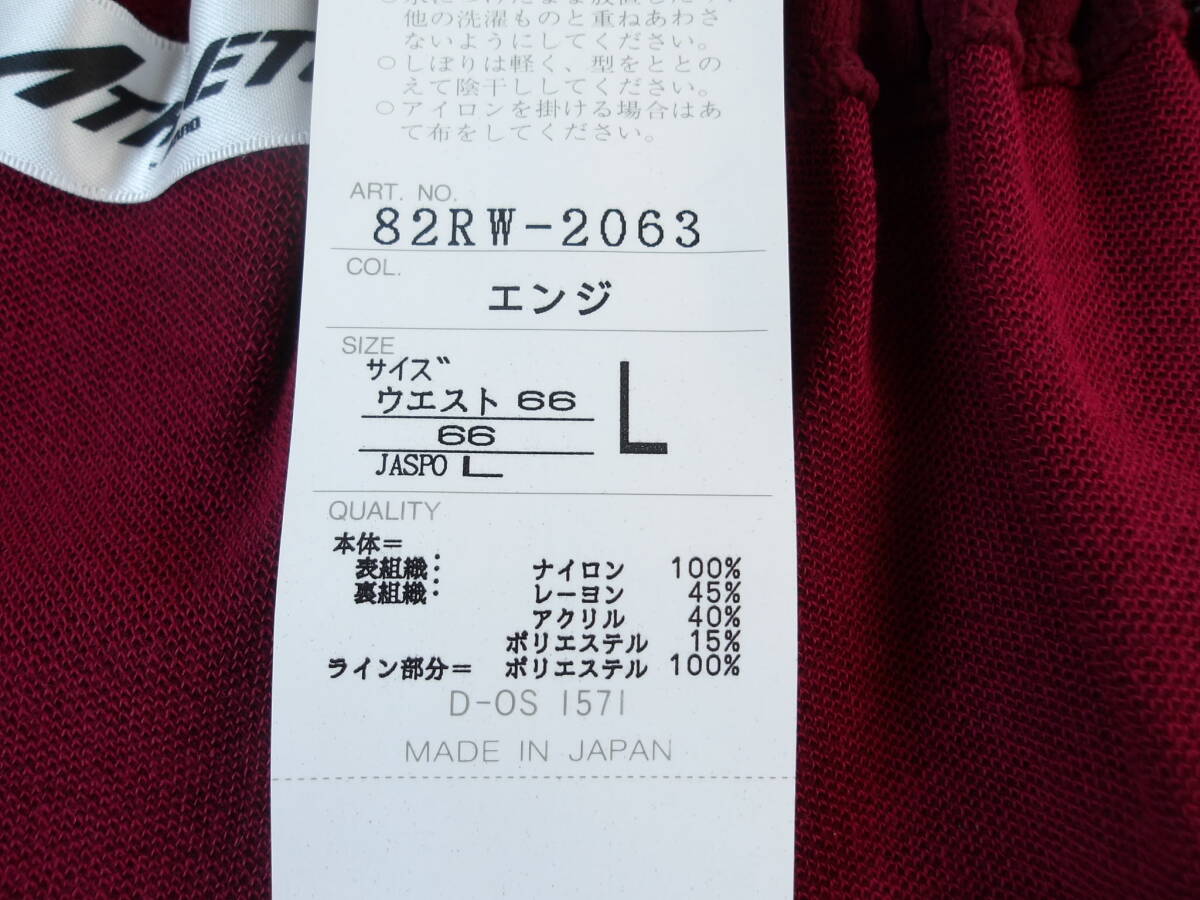 他の洗濯ものと重ねあわさ
ないようにしてください。
○しぼりは軽く、型をととの
えて陰干ししてください。
○アイロンを掛ける場合はあ
て布をしてください。
ART. NO.
82RW-2063
COL.
エンジ
SIZE
サイズ
ウエスト 66
66
JASPO L
L
QUALITY
本体＝
表組織： ナイロン 100%
裏組織： レーヨン 45%
アクリル 40%
ポリエステル 15%
ライン部分＝ ポリエステル 100%
D-OS 1571
MADE IN JAPAN